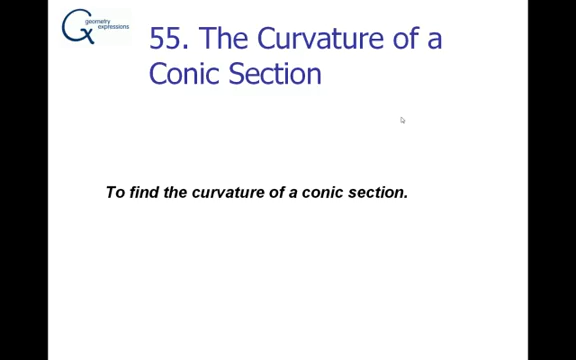 geometry
expressions
55. The Curvature of a
Conic Section
To find the curvature of a conic section.